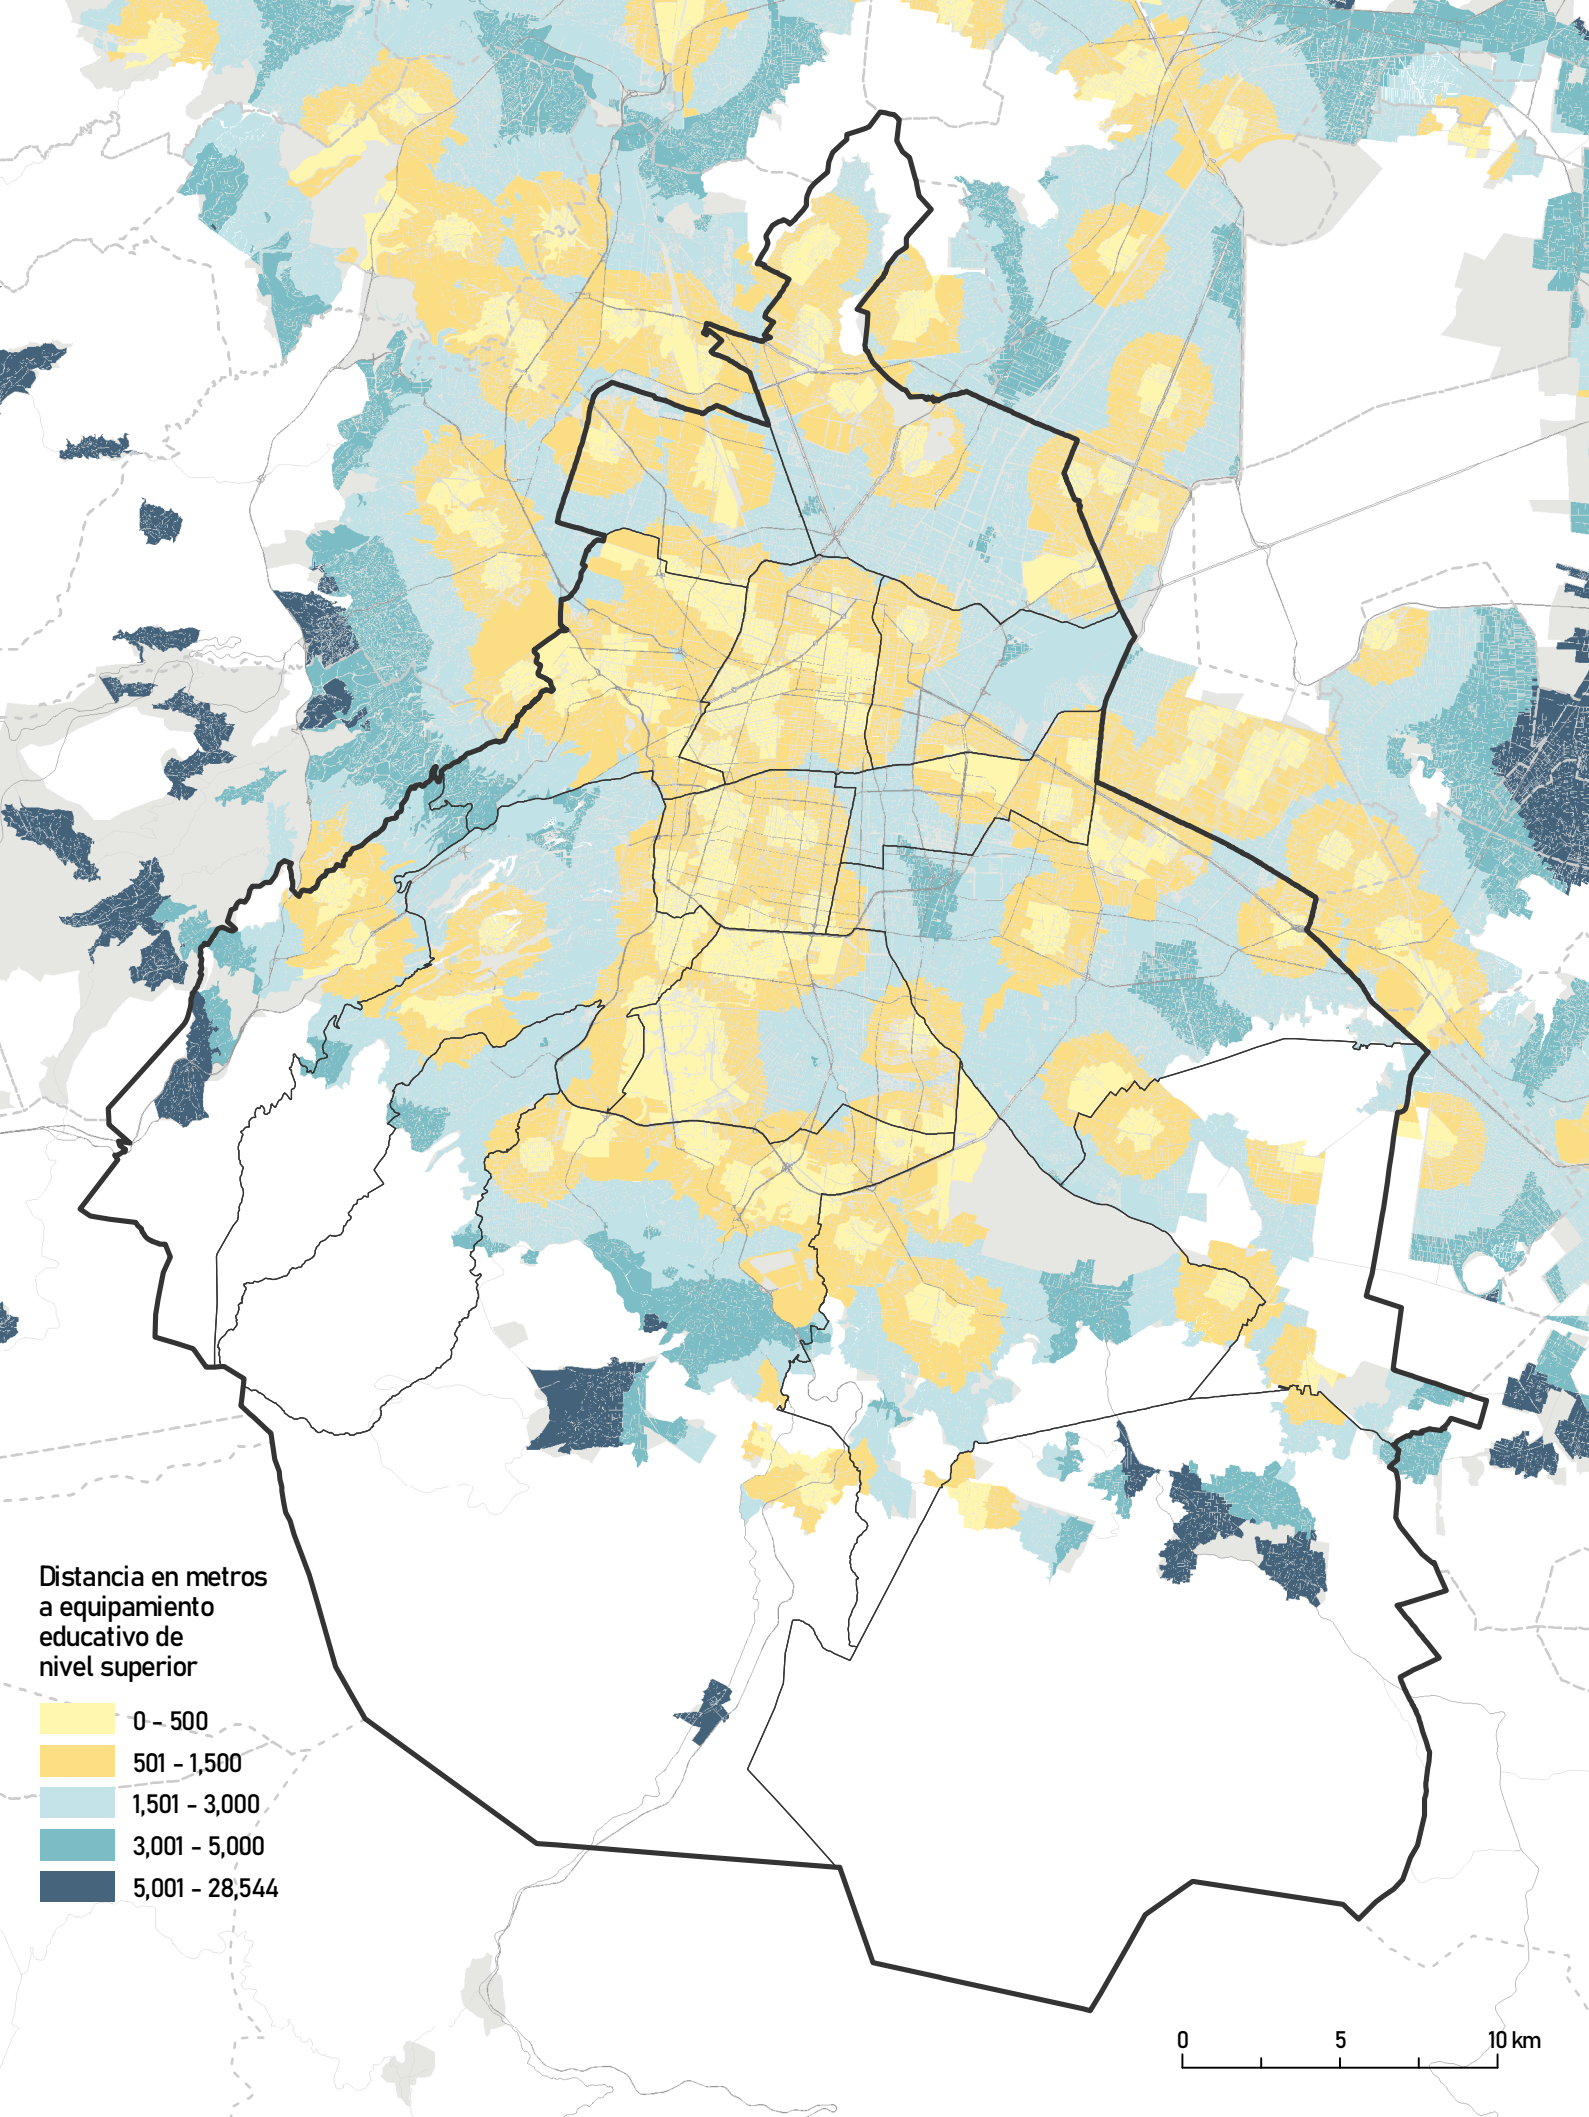 Distancia en metros
a equipamiento
educativo de
nivel superior
0 - 500
501 - 1,500
1,501 - 3,000
3,001 - 5,000
5,001 - 28,544
0 5 10 km